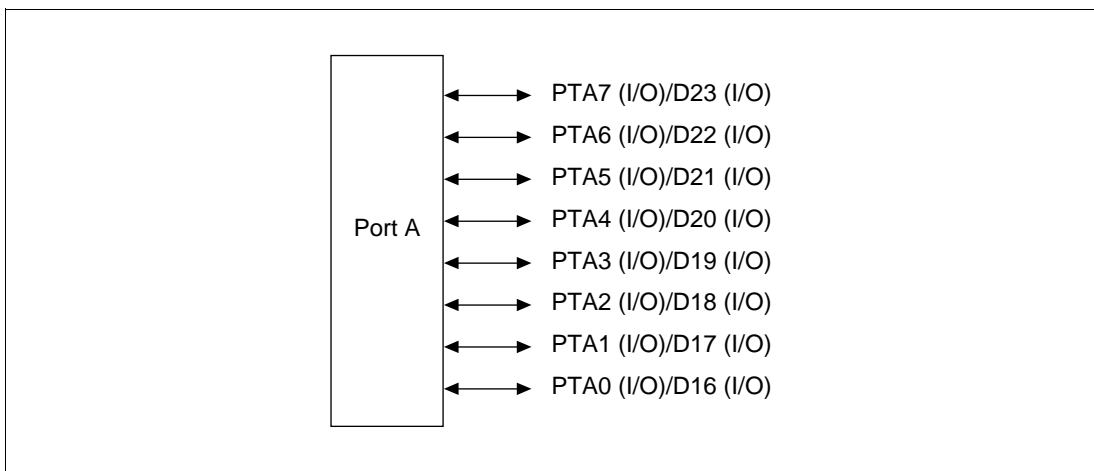 PTA7 (I/O)/D23 (I/O)
PTA6 (I/O)/D22 (I/O)
PTA5 (I/O)/D21 (I/O)
PTA4 (I/O)/D20 (I/O)
Port A
PTA3 (I/O)/D19 (I/O)
PTA2 (I/O)/D18 (I/O)
PTA1 (I/O)/D17 (I/O)
PTA0 (I/O)/D16 (I/O)